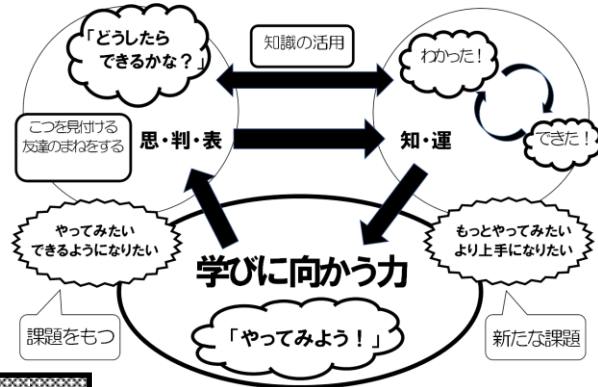 「どうしたら
できるかな？」
知識の活用
わかった！
できた！
こつを見付ける
友達のまねをする
思・判・表
知・運
やってみたい
できるようになりたい
もっとやってみたい
より上手になりたい
学びに向かう力
「やってみよう！」
課題をもつ
新たな課題